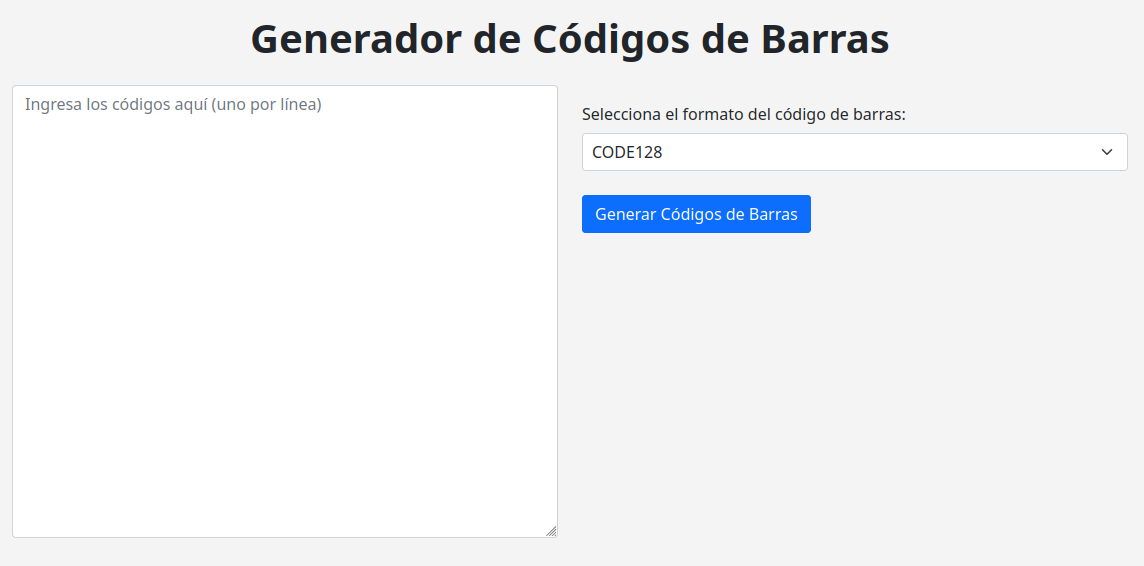 Generador de Códigos de Barras
Ingresa los códigos aquí (uno por línea)
Selecciona el formato del código de barras:
CODE128
Generar Códigos de Barras